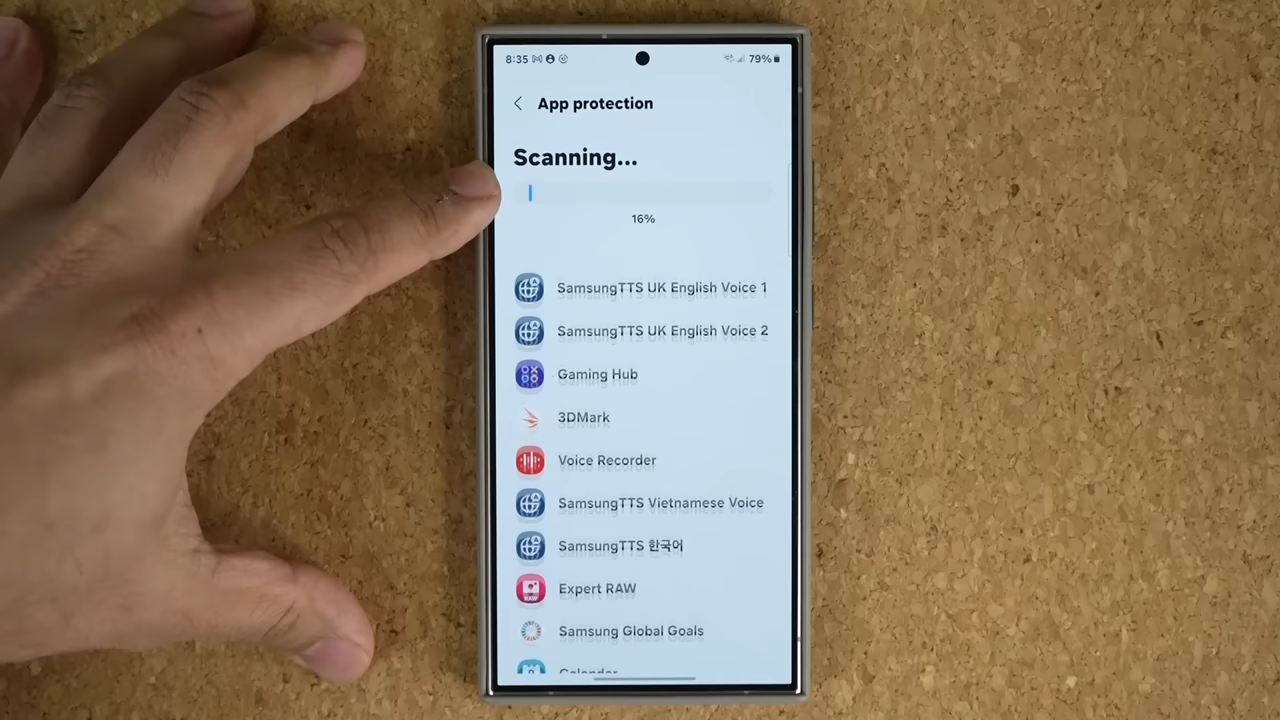 8:35
79%
App protection
Scanning...
16%
SamsungTTS UK English Voice 1
SamsungTTS UK English Voice 2
Gaming Hub
3DMark
Voice Recorder
SamsungTTS Vietnamese Voice
SamsungTTS 한국어
RAW
Expert RAW
Samsung Global Goals
Calendar